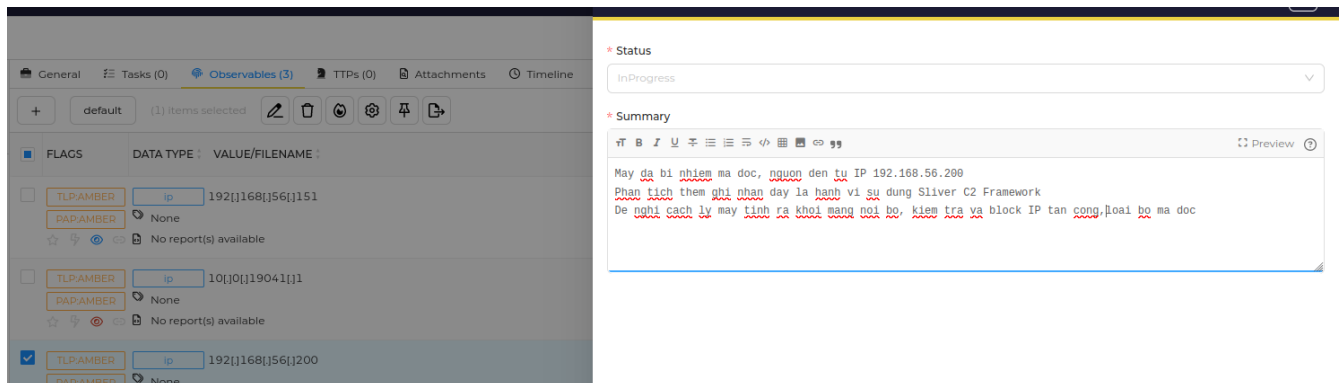 General Tasks (0) Observables (3) TTPs (0) Attachments Timeline
+ default (1) items selected
FLAGS DATA TYPE VALUE/FILENAME
TLP:AMBER ip 192[.]168[.]56[.]151
PAP:AMBER None
No report(s) available
TLP:AMBER ip 10[.]0[.]19041[.]1
PAP:AMBER None
No report(s) available
TLP:AMBER ip 192[.]168[.]56[.]200
PAP:AMBER None
* Status
InProgress
* Summary
Preview
May da bi nhiem ma doc, nguon den tu IP 192.168.56.200
Phan tich them ghi nhan day la hanh vi su dung Sliver C2 Framework
De nghi cach ly may tinh ra khoi mang noi bo, kiem tra va block IP tan cong,loai bo ma doc